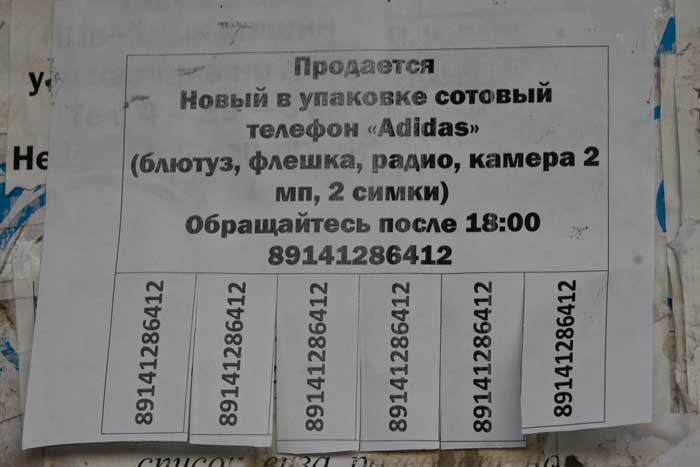 Продается
Новый в упаковке сотовый
телефон «Adidas»
(блютуз, флешка, радио, камера 2
мп, 2 симки)
Обращайтесь после 18:00
89141286412
89141286412
89141286412
89141286412
89141286412
89141286412
89141286412
список